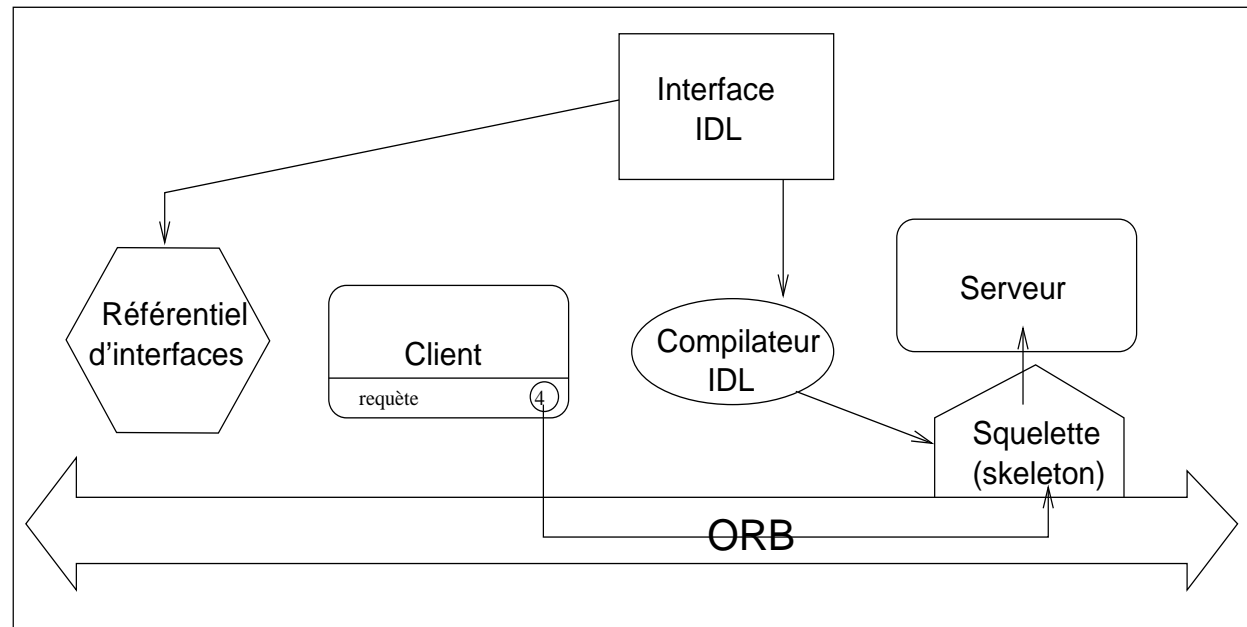 Interface
IDL
Serveur
Référentiel
d'interfaces
Client
requète
4
Compilateur
IDL
Squelette
(skeleton)
ORB